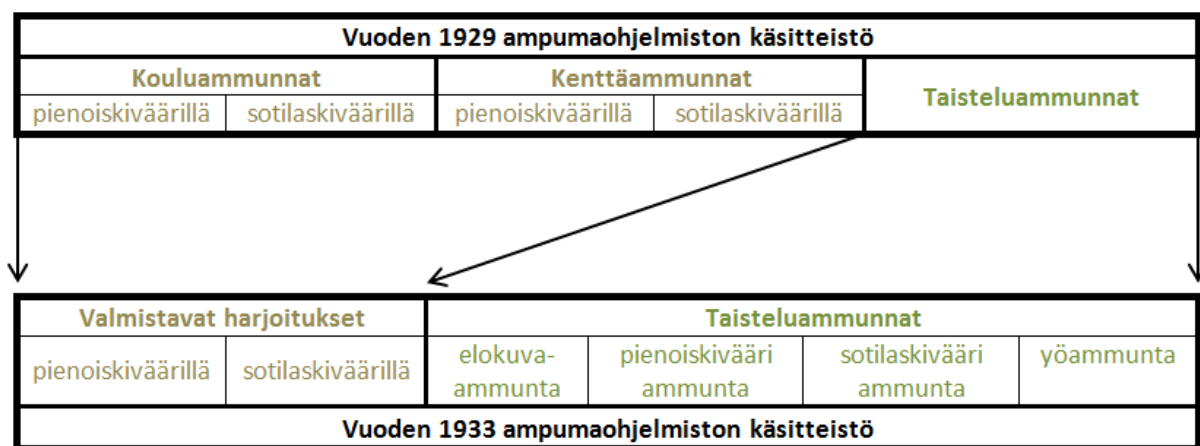 Vuoden 1929 ampumaohjelmiston käsitteistö
Kouluammunnat Kenttäammunnat Taisteluammunnat
pienoiskiväärillä sotilaskiväärillä pienoiskiväärillä sotilaskiväärillä
Valmistavat harjoitukset Taisteluammunnat
pienoiskiväärillä sotilaskiväärillä elokuva- pienoiskivääri sotilaskivääri yöammunta
ammunta ammunta ammunta
Vuoden 1933 ampumaohjelmiston käsitteistö